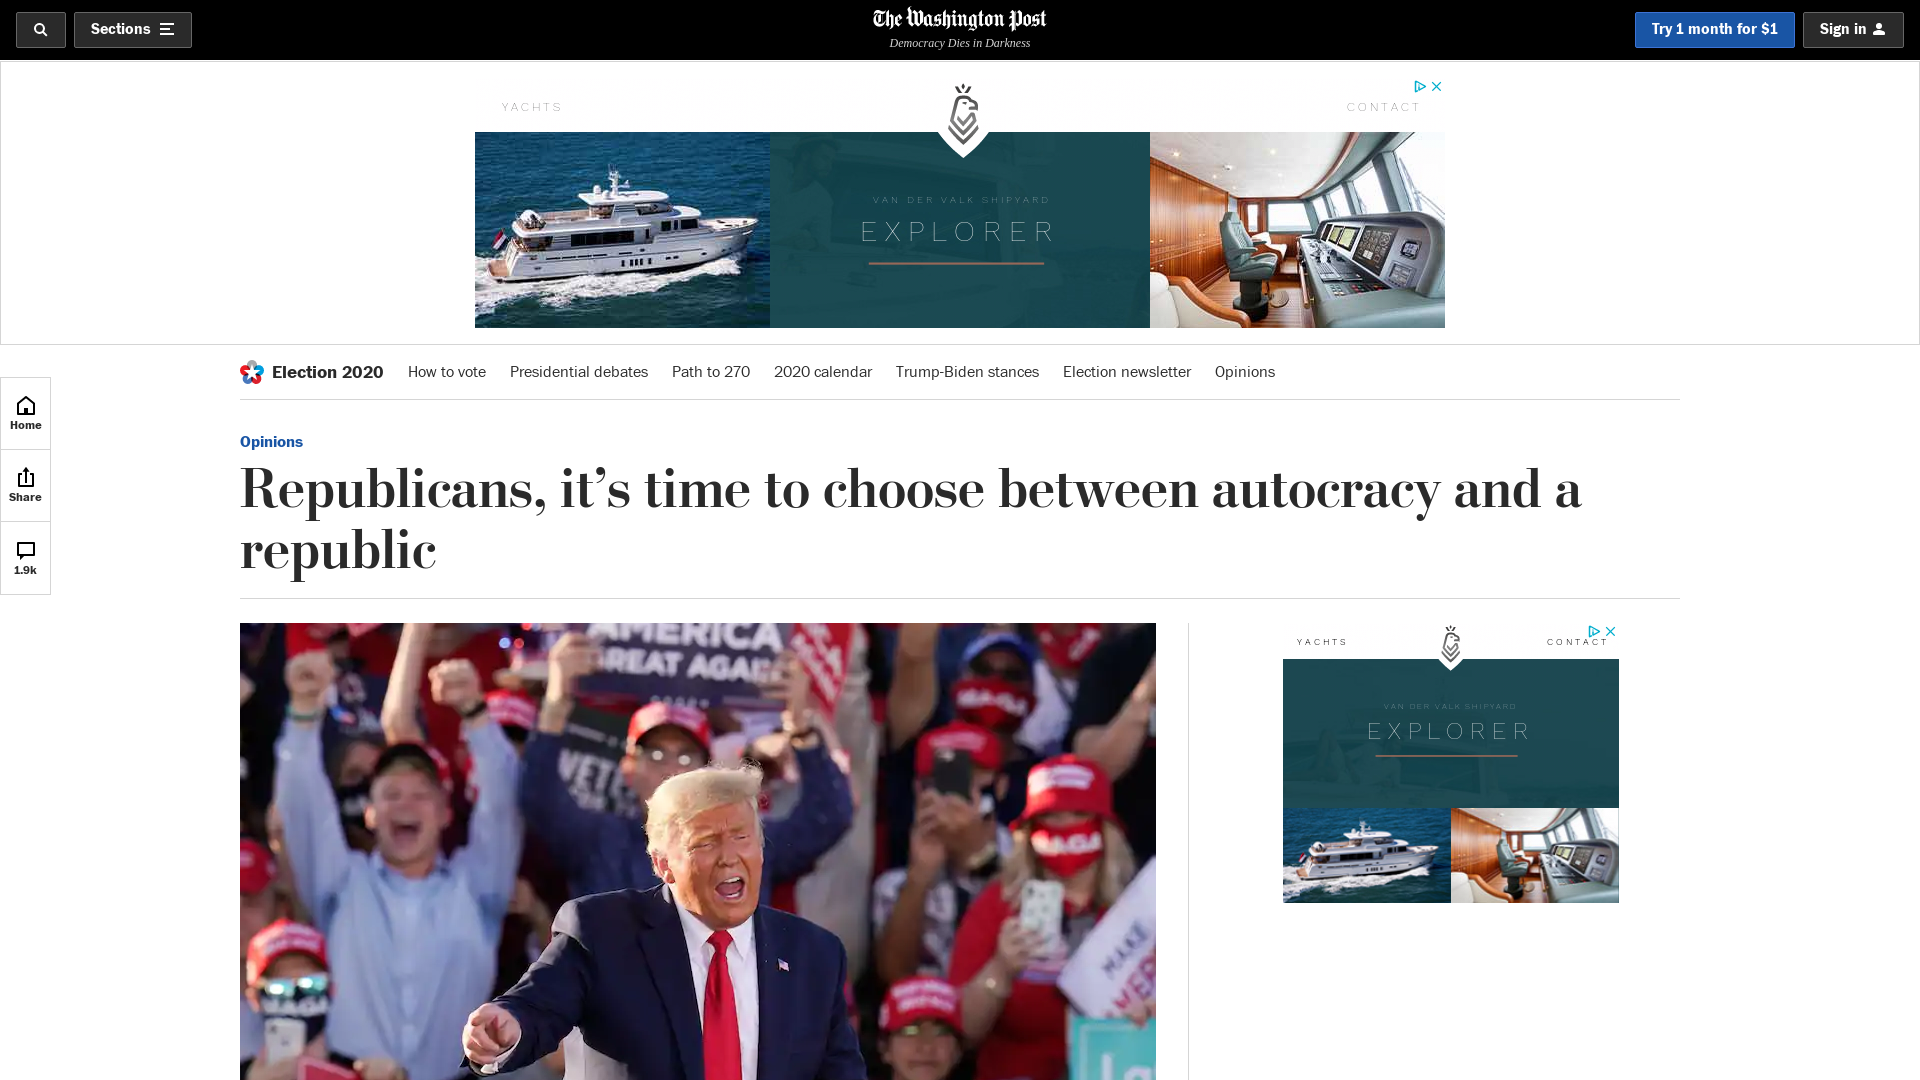 Sections
The Washington Post
Democracy Dies in Darkness
Try 1 month for $1
Sign in
YACHTS
CONTACT
VAN DER VALK SHIPYARD
EXPLORER
Election 2020
How to vote
Presidential debates
Path to 270
2020 calendar
Trump-Biden stances
Election newsletter
Opinions
Home
Share
1.9k
Opinions
Republicans, it’s time to choose between autocracy and a
republic
AMERICA
GREAT AGAIN
MAGA
MAGA
MAGA
MAKE
YACHTS
CONTACT
VAN DER VALK SHIPYARD
EXPLORER